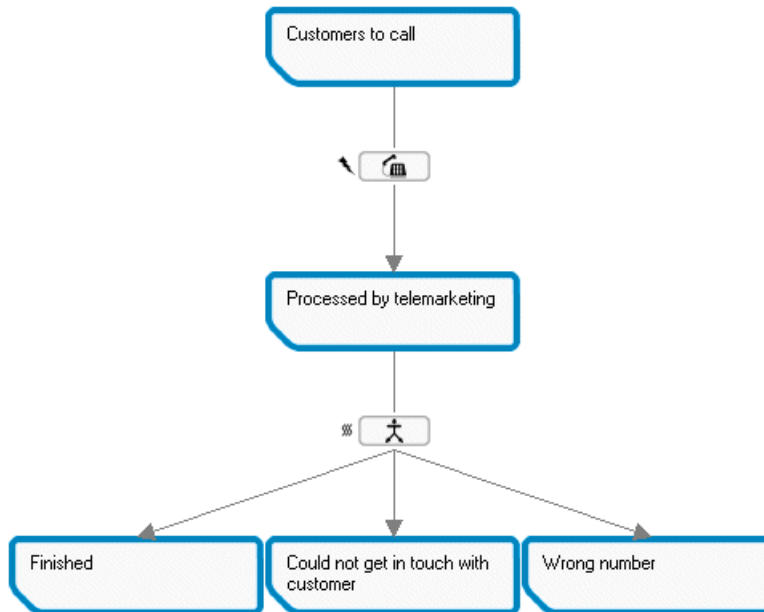 Customers to call
Processed by telemarketing
Finished
Could not get in touch with
customer
Wrong number